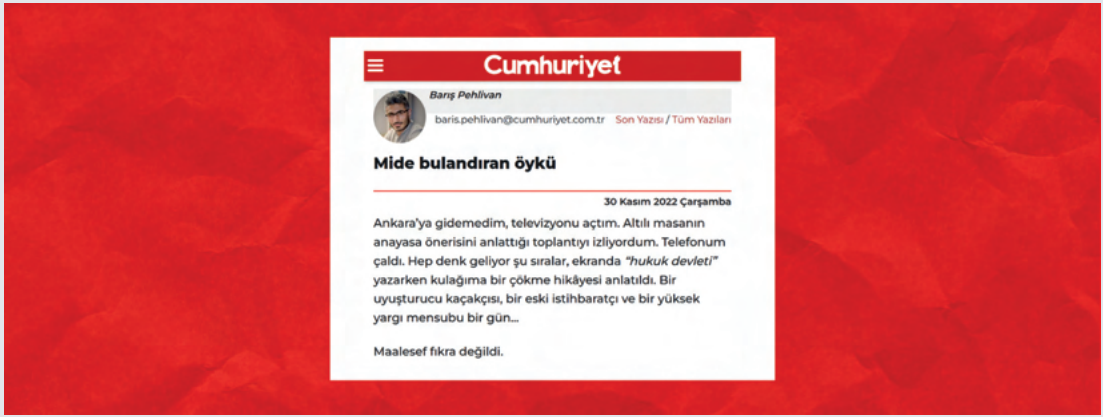 Cumhuriyet
Barış Pehlivan
baris.pehlivan@cumhuriyet.com.tr Son Yazısı / Tüm Yazıları
Mide bulandıran öykü
30 Kasım 2022 Çarşamba
Ankara'ya gidemedim, televizyonu açtım. Altılı masanın
anayasa önerisini anlattığı toplantıyı izliyordum. Telefonum
çaldı. Hep denk geliyor şu sıralar, ekranda “hukuk devleti”
yazarken kulağıma bir çökme hikâyesi anlatıldı. Bir
uyuşturucu kaçakçısı, bir eski istihbaratçı ve bir yüksek
yargı mensubu bir gün...
Maalesef fıkra değildi.